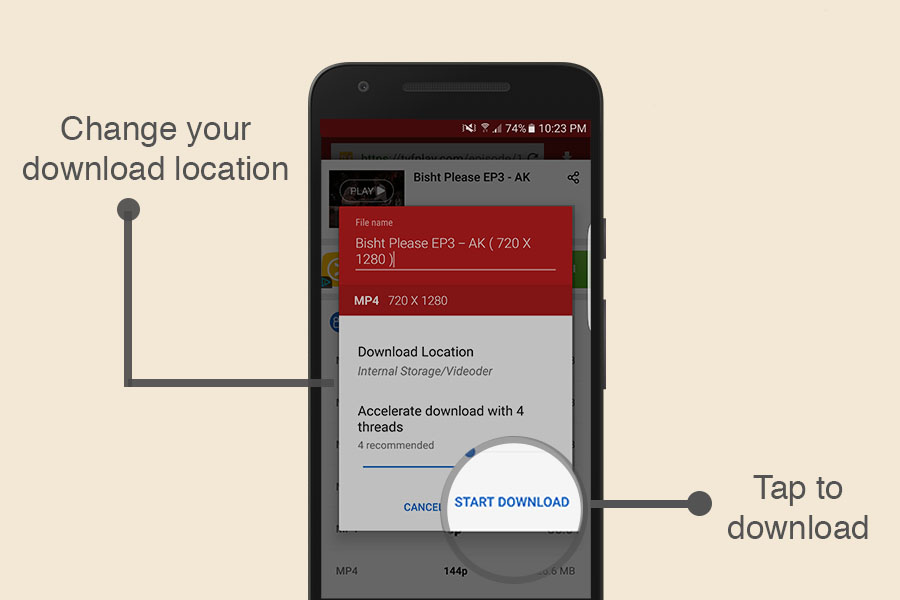 Change your
download location
74% 10:23 PM
https://tvfplay.com/episode/1
Bisht Please EP3 - AK
PLAY
File name
Bisht Please EP3 – AK ( 720 X
1280 )
MP4 720 X 1280
Download Location
Internal Storage/Videoder
Accelerate download with 4
threads
4 recommended
CANCEL
START DOWNLOAD
Tap to
download
MP4 144p MB